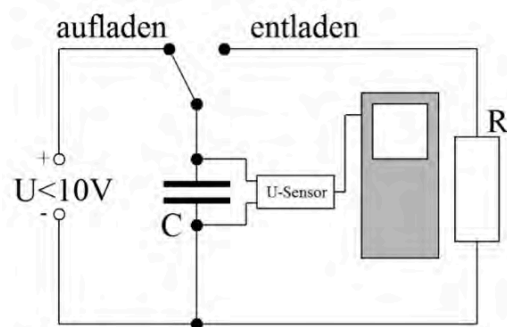 aufladen
entladen
R
+
U<10V
-
U-Sensor
C